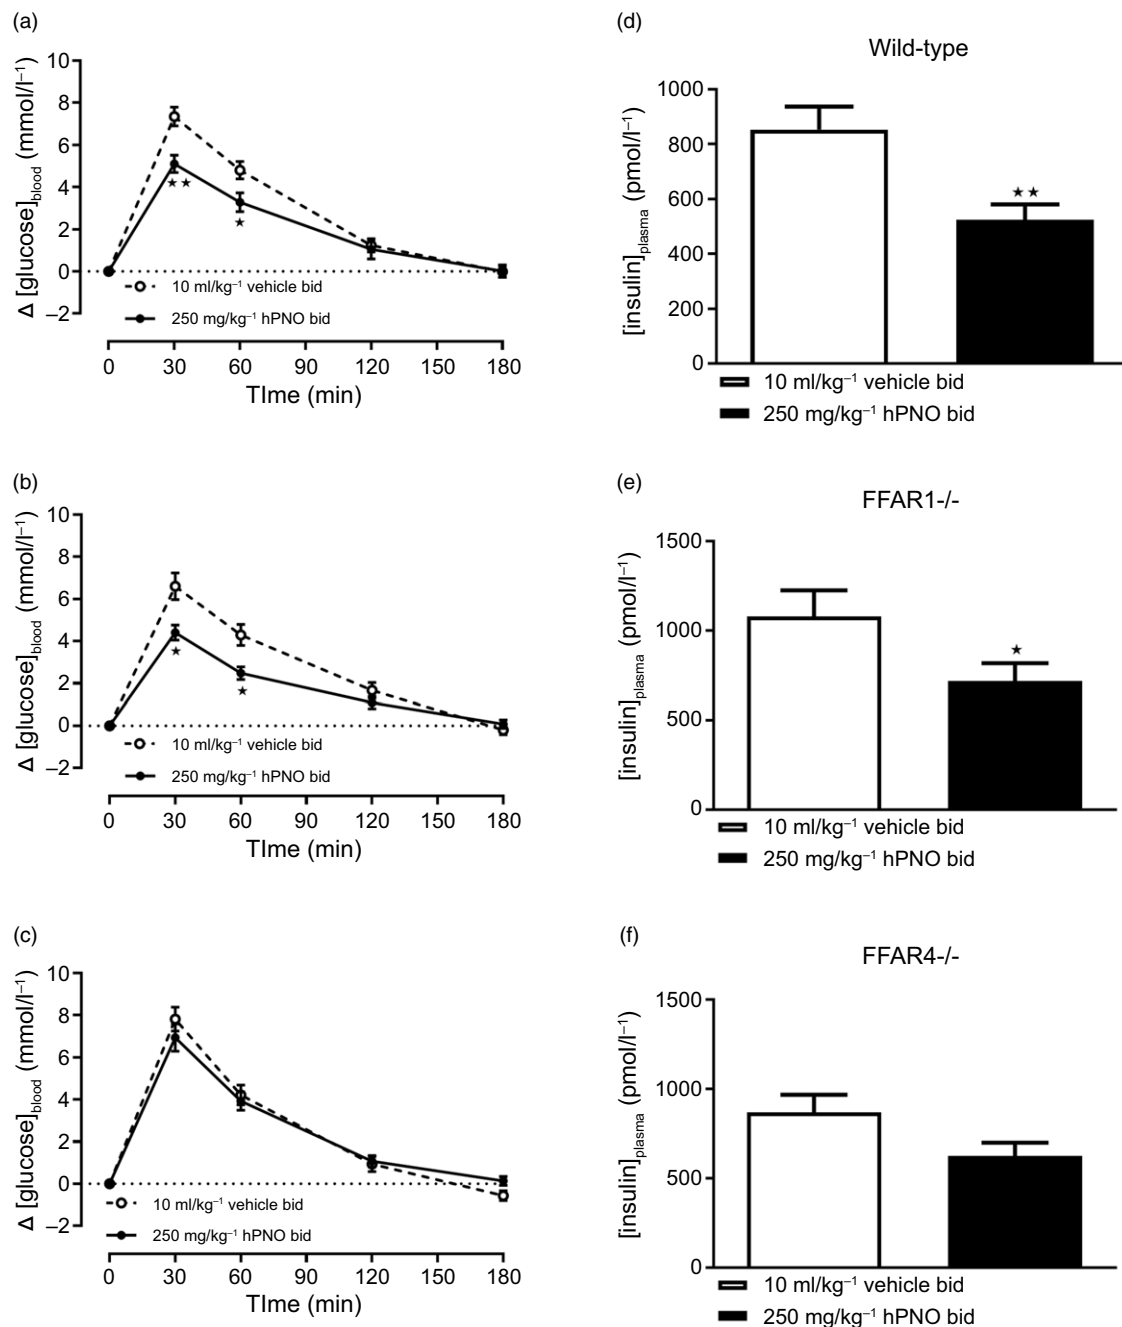 (a)
10
8
6
4
2
0
–2
Δ [glucose]blood (mmol/l⁻¹)
★★
★
10 ml/kg⁻¹ vehicle bid
250 mg/kg⁻¹ hPNO bid
0 30 60 90 120 150 180
TIme (min)
(d)
Wild-type
1000
800
600
400
200
0
[insulin]plasma (pmol/l⁻¹)
★★
10 ml/kg⁻¹ vehicle bid
250 mg/kg⁻¹ hPNO bid
(b)
10
8
6
4
2
0
–2
Δ [glucose]blood (mmol/l⁻¹)
★
★
10 ml/kg⁻¹ vehicle bid
250 mg/kg⁻¹ hPNO bid
0 30 60 90 120 150 180
TIme (min)
(e)
FFAR1-/-
1500
1000
500
0
[insulin]plasma (pmol/l⁻¹)
★
10 ml/kg⁻¹ vehicle bid
250 mg/kg⁻¹ hPNO bid
(c)
10
8
6
4
2
0
–2
Δ [glucose]blood (mmol/l⁻¹)
10 ml/kg⁻¹ vehicle bid
250 mg/kg⁻¹ hPNO bid
0 30 60 90 120 150 180
TIme (min)
(f)
FFAR4-/-
1500
1000
500
0
[insulin]plasma (pmol/l⁻¹)
10 ml/kg⁻¹ vehicle bid
250 mg/kg⁻¹ hPNO bid